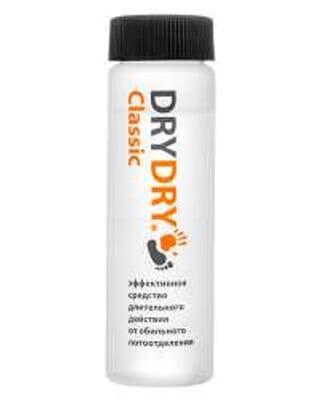 DRYDRY.
Classic
эффективное
средство
длительного
действия
от обильного
потоотделения